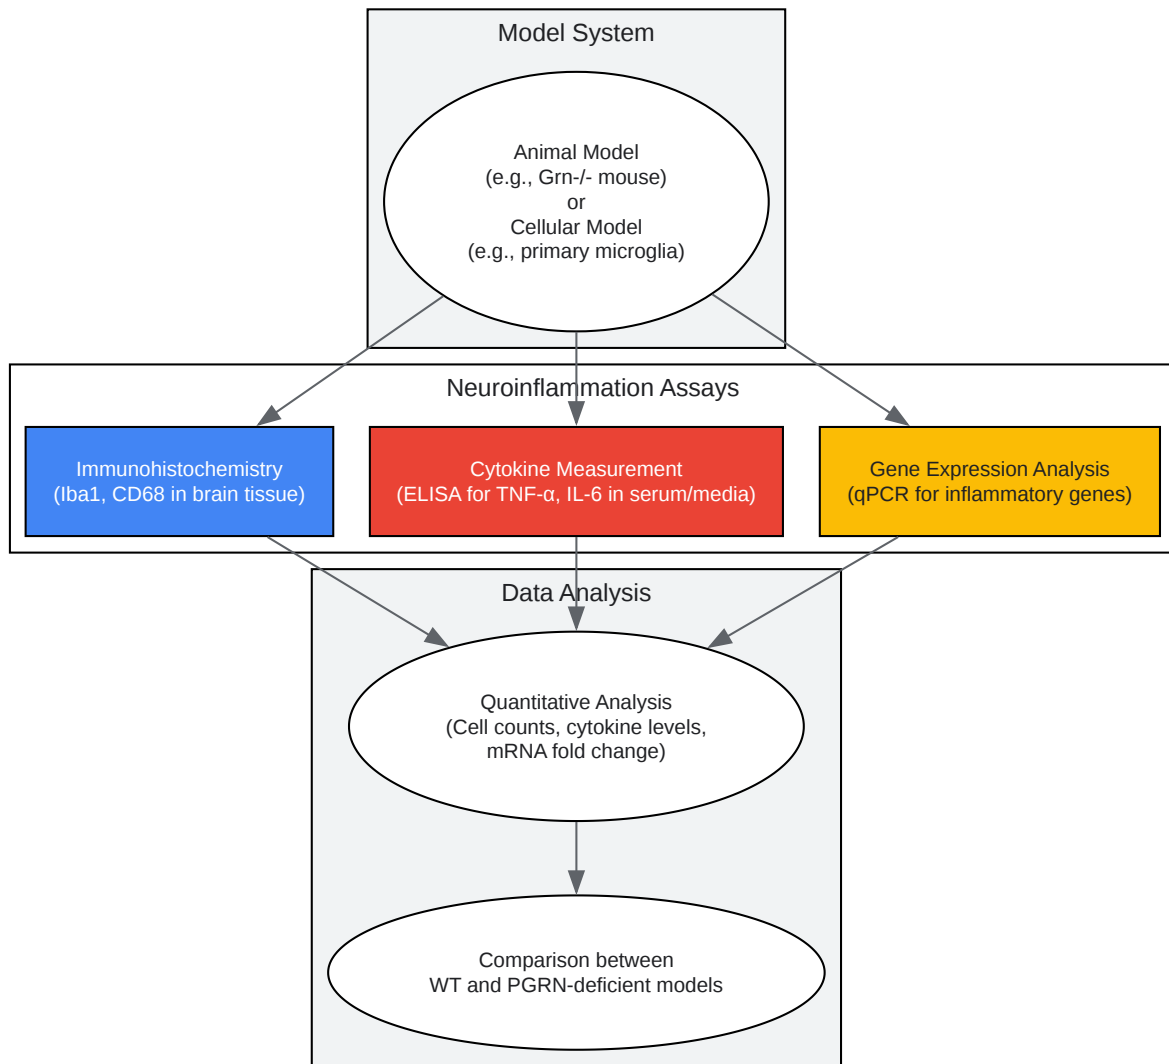 Model System
Animal Model
(e.g., Grn-/- mouse)
or
Cellular Model
(e.g., primary microglia)
Neuroinflammation Assays
Immunohistochemistry
(Iba1, CD68 in brain tissue)
Cytokine Measurement
(ELISA for TNF-α, IL-6 in serum/media)
Gene Expression Analysis
(qPCR for inflammatory genes)
Data Analysis
Quantitative Analysis
(Cell counts, cytokine levels,
mRNA fold change)
Comparison between
WT and PGRN-deficient models